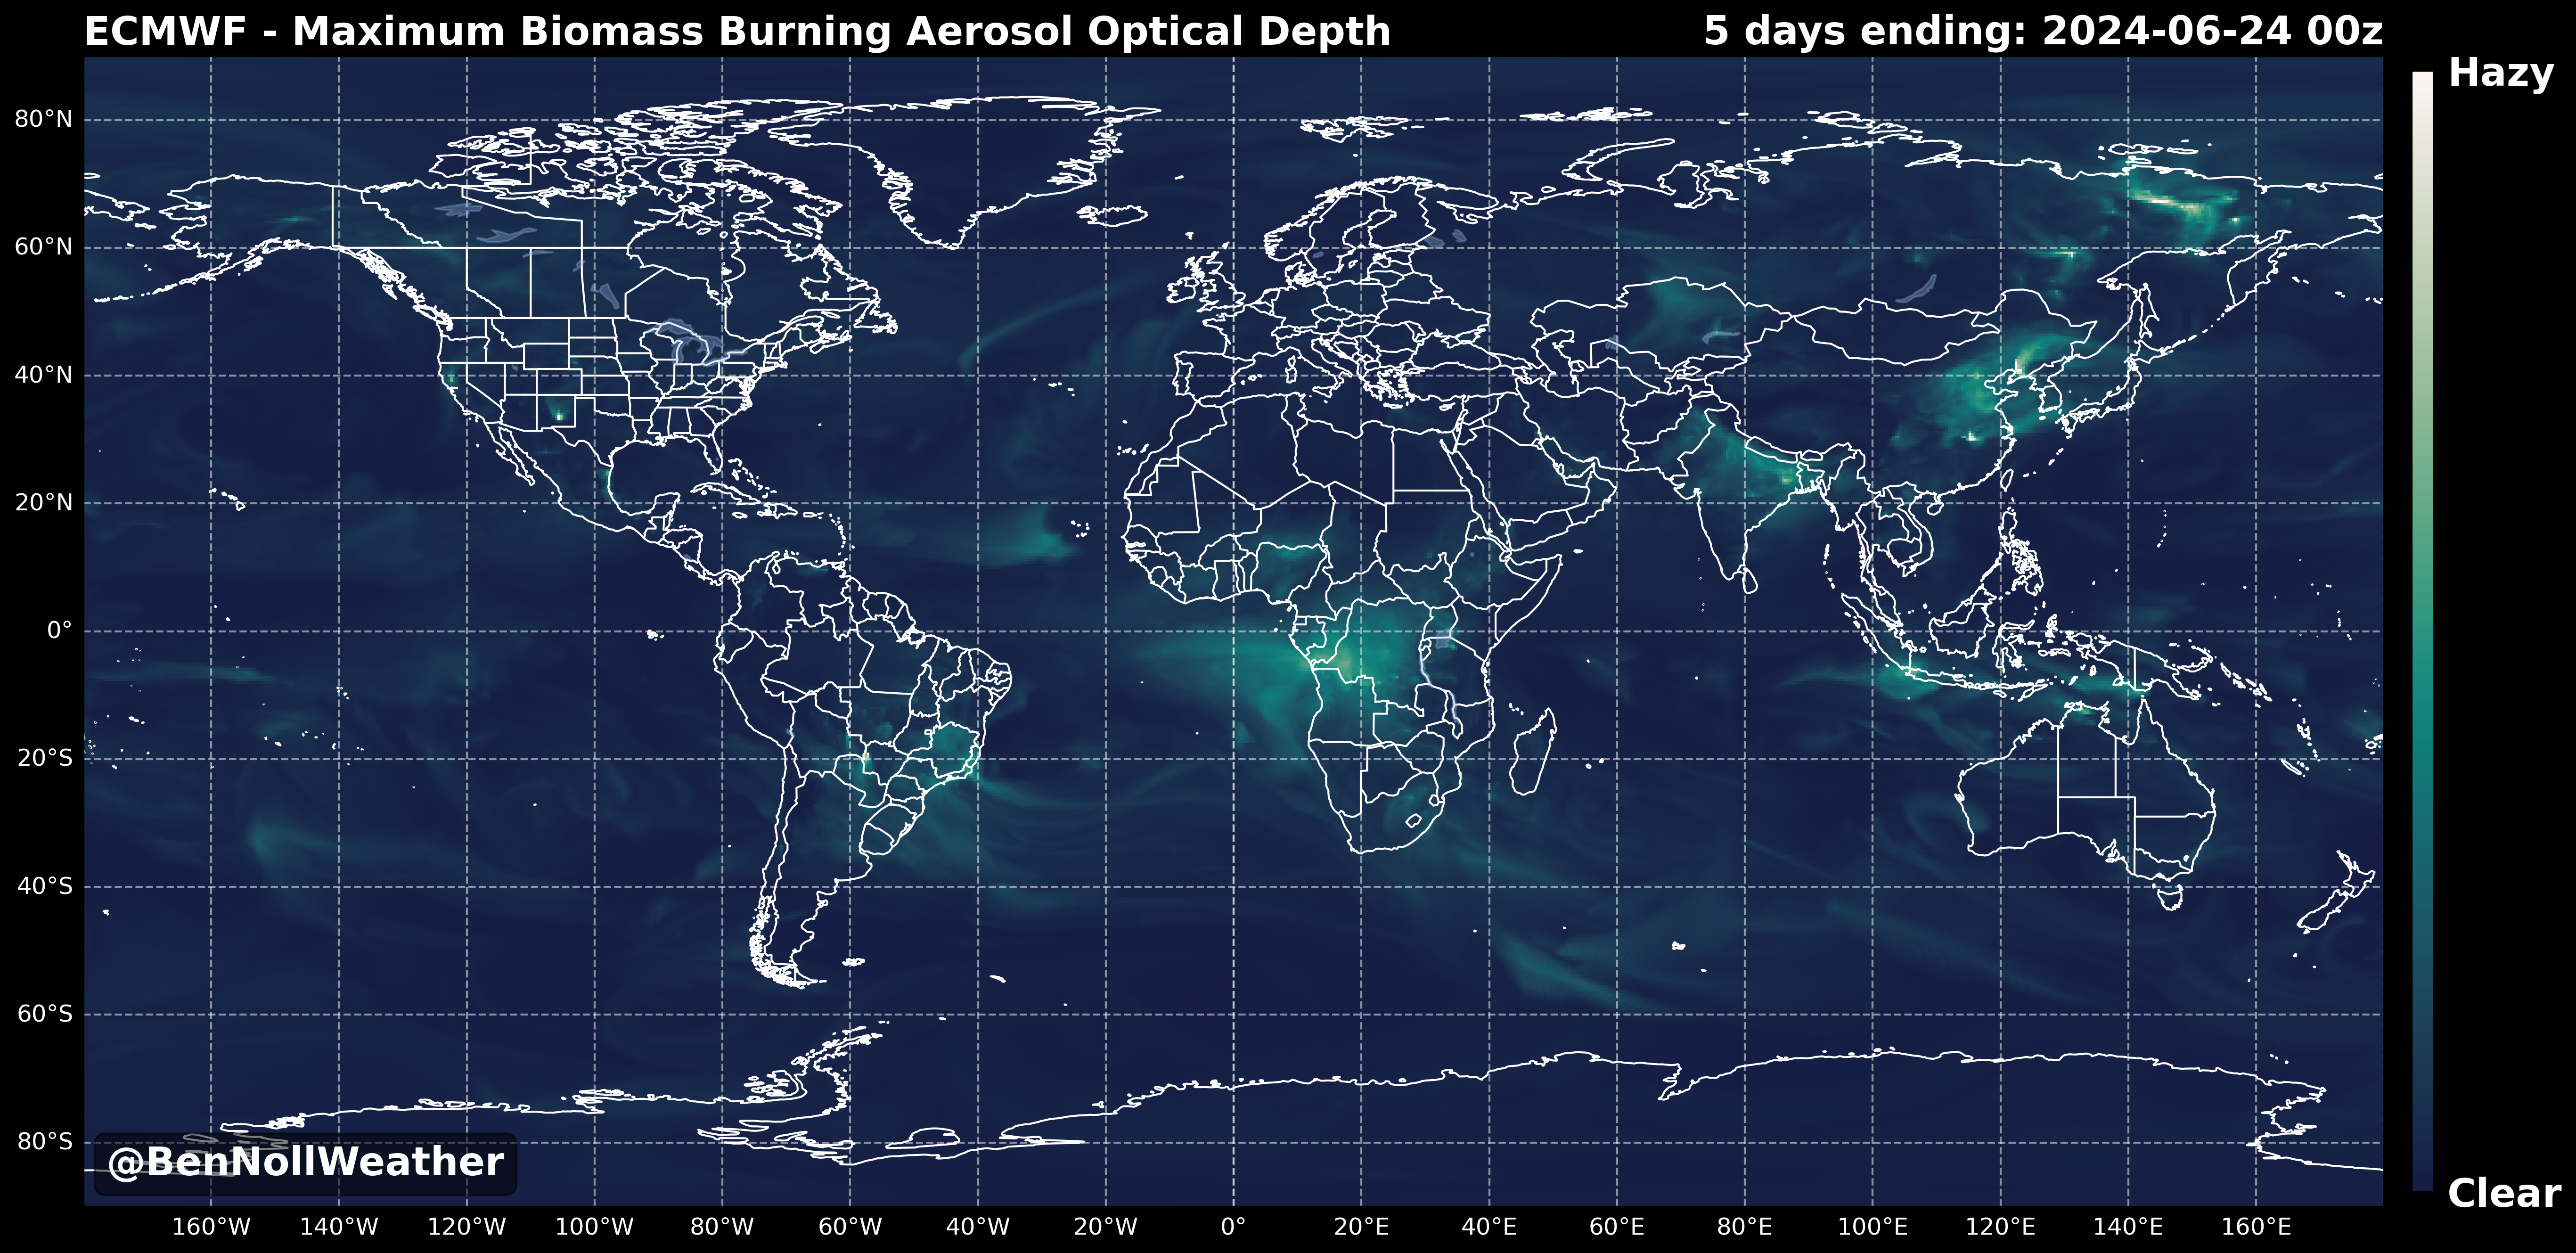 ECMWF - Maximum Biomass Burning Aerosol Optical Depth
5 days ending: 2024-06-24 00z
Hazy
80°N
60°N
40°N
20°N
0°
20°S
40°S
60°S
80°S
@BenNollWeather
Clear
160°W 140°W 120°W 100°W 80°W 60°W 40°W 20°W 0° 20°E 40°E 60°E 80°E 100°E 120°E 140°E 160°E